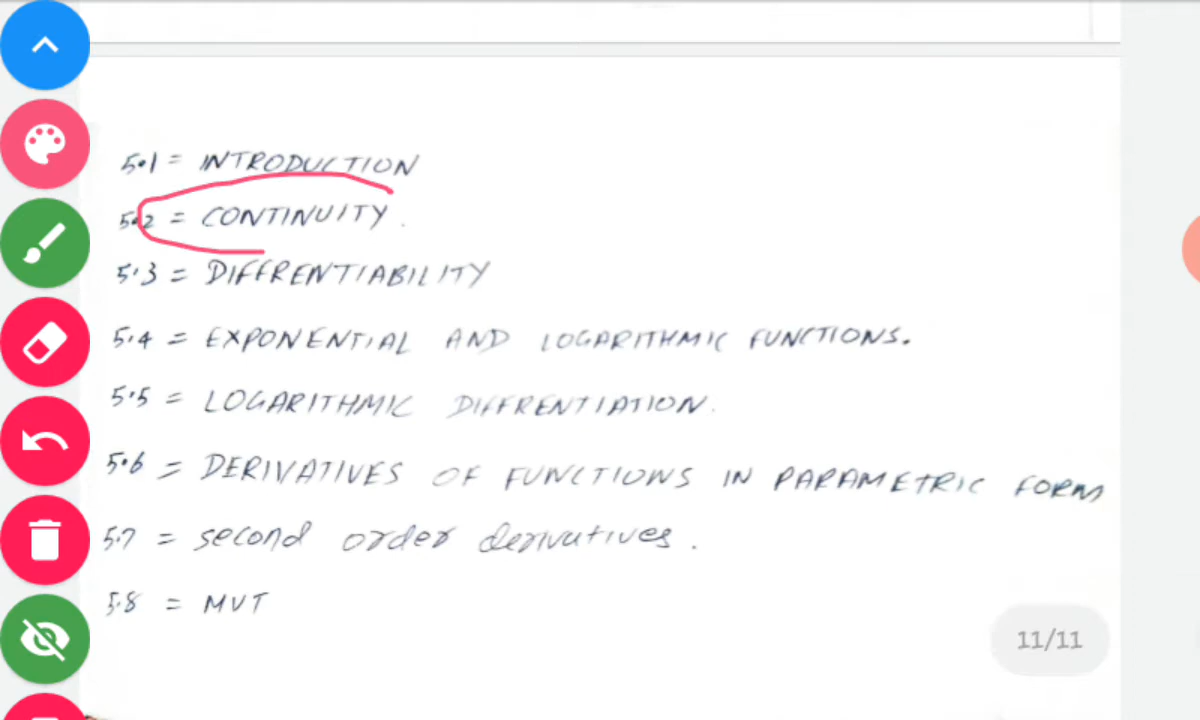 5.1 = INTRODUCTION
5.2 = CONTINUITY.
5.3 = DIFFRENTIABILITY
5.4 = EXPONENTIAL AND LOGARITHMIC FUNCTIONS.
5.5 = LOGARITHMIC DIFFRENTIATION.
5.6 = DERIVATIVES OF FUNCTIONS IN PARAMETRIC FORM
5.7 = second order derivatives.
5.8 = MVT
11/11